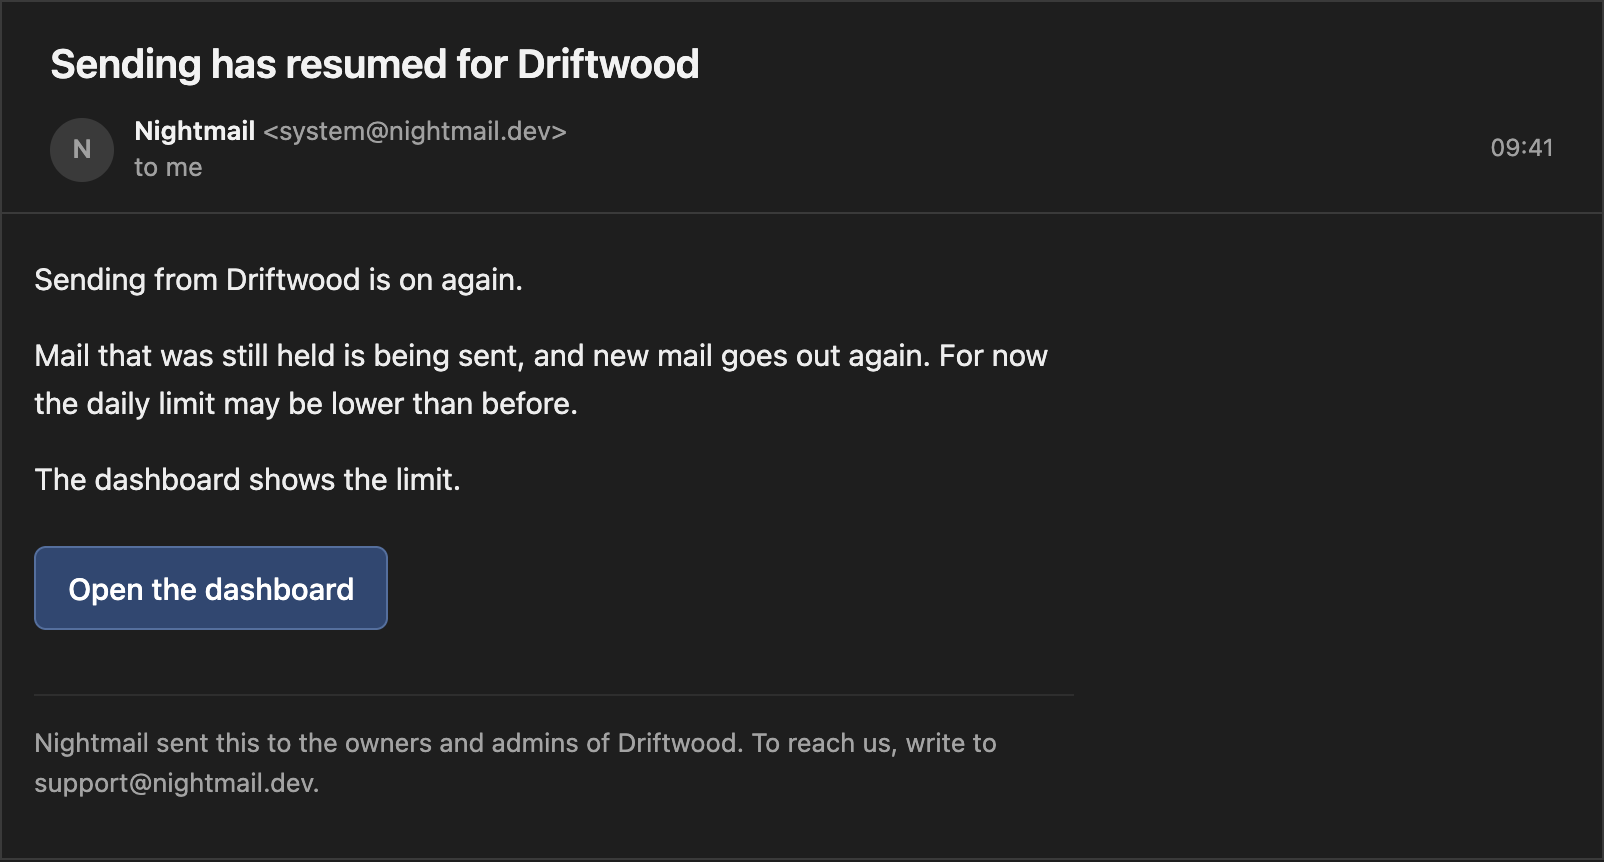 Sending has resumed for Driftwood
Nightmail <system@nightmail.dev>
N
to me
09:41
Sending from Driftwood is on again.
Mail that was still held is being sent, and new mail goes out again. For now
the daily limit may be lower than before.
The dashboard shows the limit.
Open the dashboard
Nightmail sent this to the owners and admins of Driftwood. To reach us, write to
support@nightmail.dev.